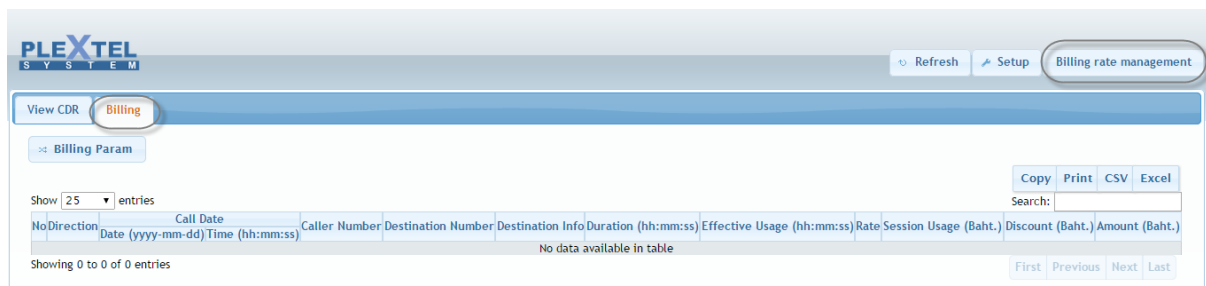 PLEXTEL
SYSTEM
Refresh Setup Billing rate management
View CDR Billing
Billing Param
Copy Print CSV Excel
Show 25 entries Search:
No Direction Call Date Caller Number Destination Number Destination Info Duration (hh:mm:ss) Effective Usage (hh:mm:ss) Rate Session Usage (Baht.) Discount (Baht.) Amount (Baht.)
Date (yyyy-mm-dd) Time (hh:mm:ss)
No data available in table
Showing 0 to 0 of 0 entries First Previous Next Last